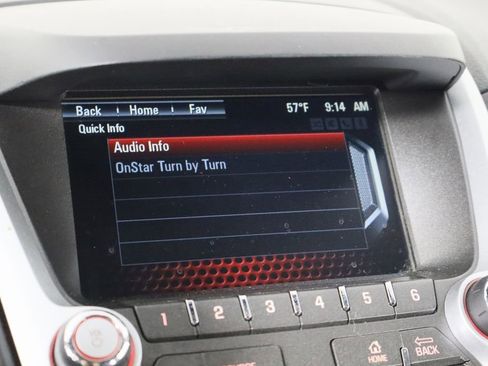 Back Home Fav 57°F 9:14 AM
Quick Info
Audio Info
OnStar Turn by Turn
1 2 3 4 5 6
HOME BACK